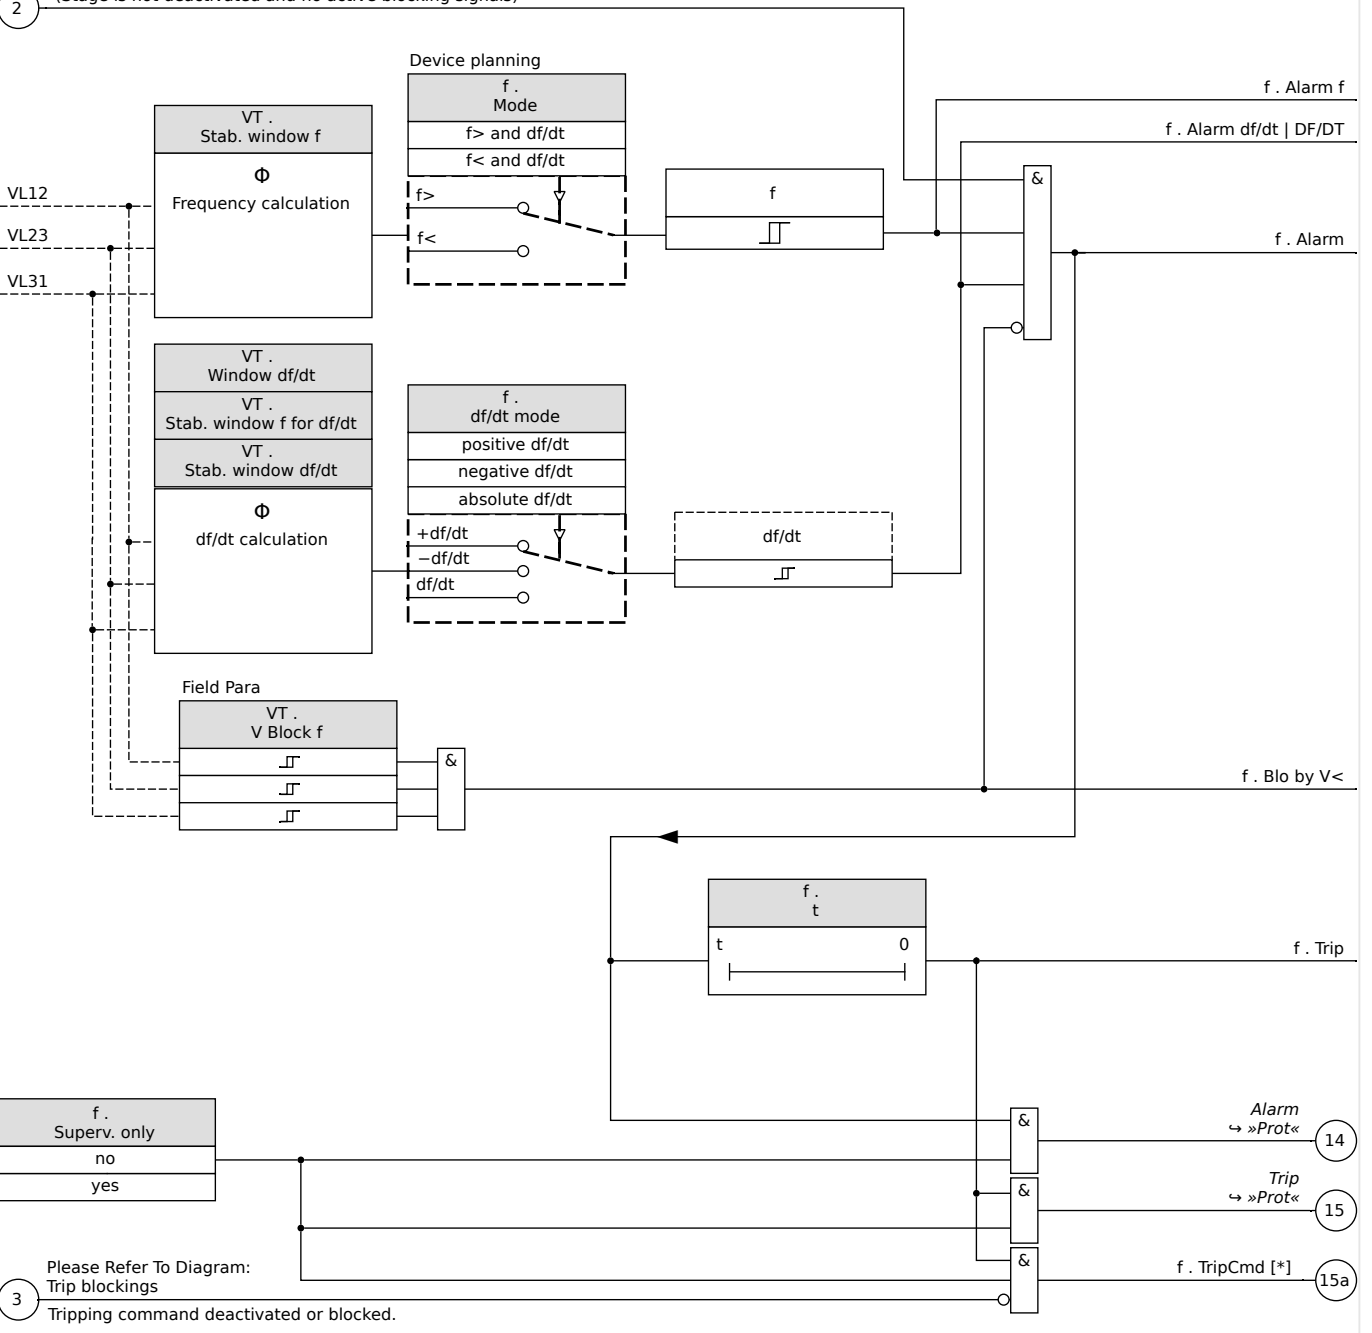 2
(Stage is not deactivated and no active blocking signals)
Device planning
f .
Mode
f> and df/dt
f< and df/dt
f . Alarm f
f . Alarm df/dt | DF/DT
VT .
Stab. window f
Φ
Frequency calculation
VL12
VL23
VL31
f>
f<
f
&
f . Alarm
VT .
Window df/dt
VT .
Stab. window f for df/dt
VT .
Stab. window df/dt
Φ
df/dt calculation
f .
df/dt mode
positive df/dt
negative df/dt
absolute df/dt
+df/dt
−df/dt
df/dt
df/dt
Field Para
VT .
V Block f
&
f . Blo by V<
f .
t
t 0
f . Trip
f .
Superv. only
no
yes
&
Alarm
↪ »Prot«
14
&
Trip
↪ »Prot«
15
&
f . TripCmd [*]
15a
Please Refer To Diagram:
Trip blockings
3
Tripping command deactivated or blocked.